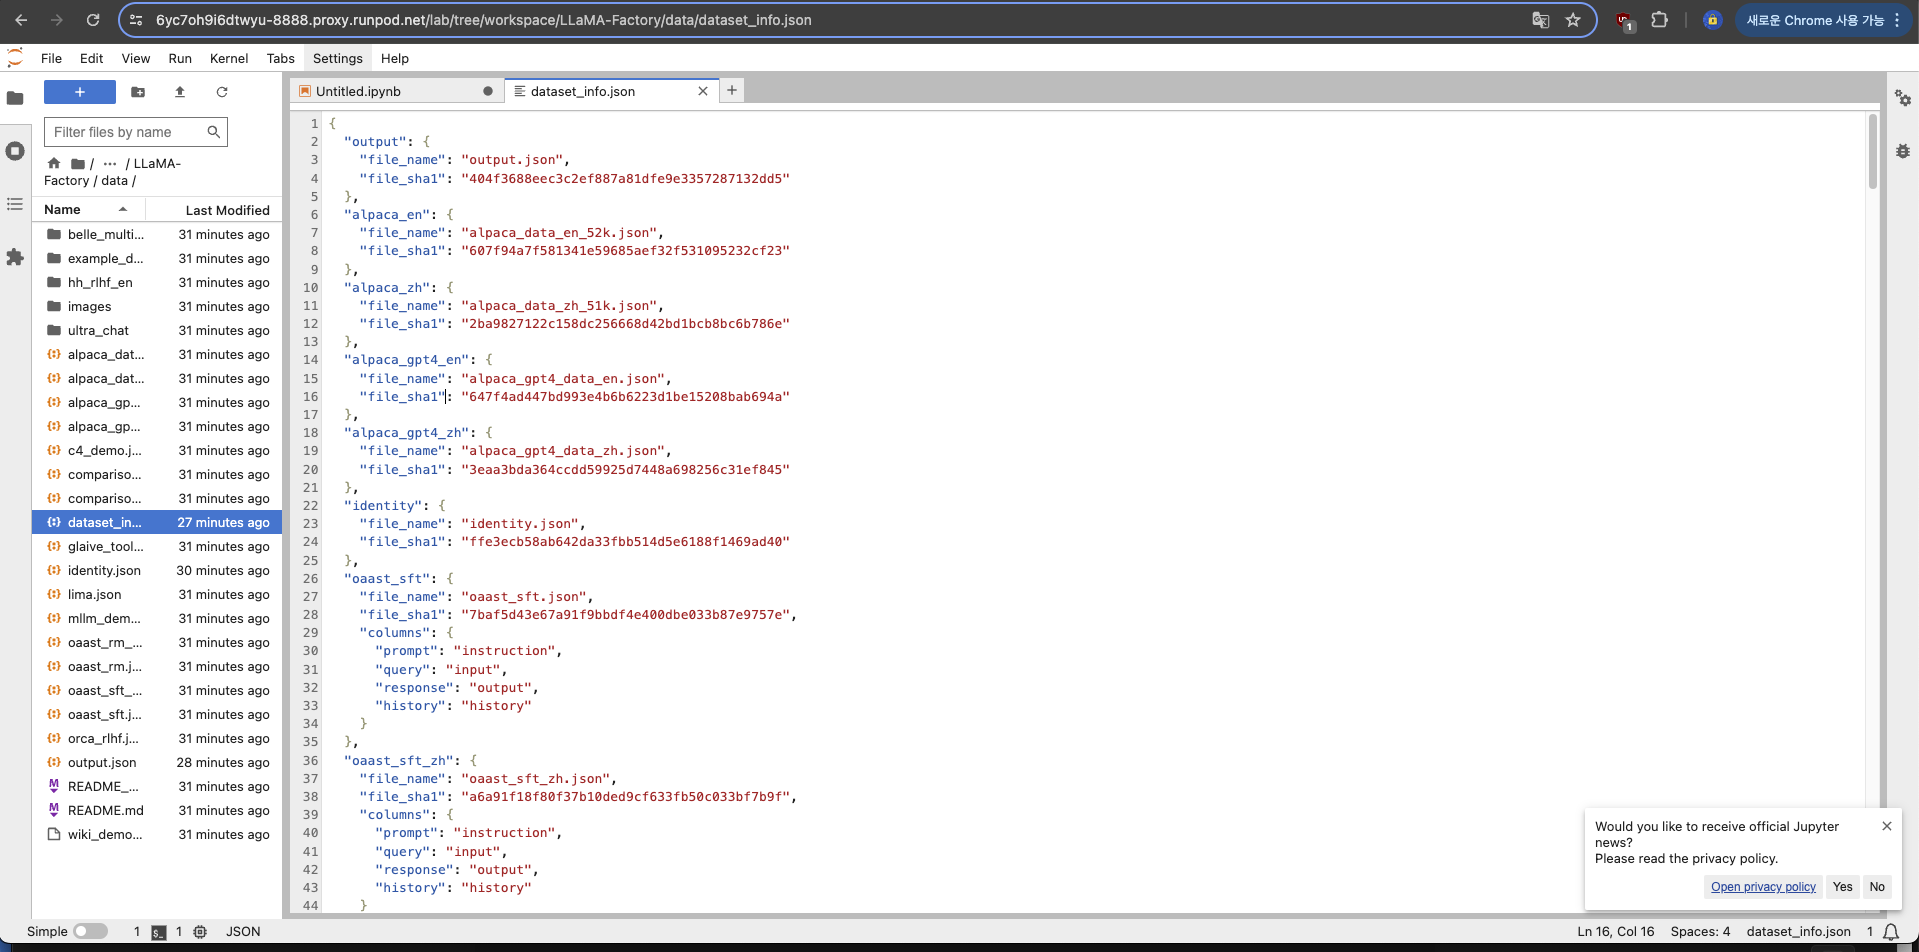 6yc7oh9i6dtwyu-8888.proxy.runpod.net/lab/tree/workspace/LLaMA-Factory/data/dataset_info.json
1
새로운 Chrome 사용 가능
File Edit View Run Kernel Tabs Settings Help
+
Filter files by name
/ ... / LLaMA-
Factory / data /
Name Last Modified
belle_multi... 31 minutes ago
example_d... 31 minutes ago
hh_rlhf_en 31 minutes ago
images 31 minutes ago
ultra_chat 31 minutes ago
alpaca_dat... 31 minutes ago
alpaca_dat... 31 minutes ago
alpaca_gp... 31 minutes ago
alpaca_gp... 31 minutes ago
c4_demo.j... 31 minutes ago
compariso... 31 minutes ago
compariso... 31 minutes ago
dataset_in... 27 minutes ago
glaive_tool... 31 minutes ago
identity.json 30 minutes ago
lima.json 31 minutes ago
mllm_dem... 31 minutes ago
oaast_rm_... 31 minutes ago
oaast_rm.j... 31 minutes ago
oaast_sft_... 31 minutes ago
oaast_sft.j... 31 minutes ago
orca_rlhf.j... 31 minutes ago
output.json 28 minutes ago
README_... 31 minutes ago
README.md 31 minutes ago
wiki_demo... 31 minutes ago
Untitled.ipynb
dataset_info.json
+
1 {
2 "output": {
3 "file_name": "output.json",
4 "file_sha1": "404f3688eec3c2ef887a81dfe9e3357287132dd5"
5 },
6 "alpaca_en": {
7 "file_name": "alpaca_data_en_52k.json",
8 "file_sha1": "607f94a7f581341e59685aef32f531095232cf23"
9 },
10 "alpaca_zh": {
11 "file_name": "alpaca_data_zh_51k.json",
12 "file_sha1": "2ba9827122c158dc256668d42bd1bcb8bc6b786e"
13 },
14 "alpaca_gpt4_en": {
15 "file_name": "alpaca_gpt4_data_en.json",
16 "file_sha1": "647f4ad447bd993e4b6b6223d1be15208bab694a"
17 },
18 "alpaca_gpt4_zh": {
19 "file_name": "alpaca_gpt4_data_zh.json",
20 "file_sha1": "3eaa3bda364ccdd59925d7448a698256c31ef845"
21 },
22 "identity": {
23 "file_name": "identity.json",
24 "file_sha1": "ffe3ecb58ab642da33fbb514d5e6188f1469ad40"
25 },
26 "oaast_sft": {
27 "file_name": "oaast_sft.json",
28 "file_sha1": "7baf5d43e67a91f9bbdf4e400dbe033b87e9757e",
29 "columns": {
30 "prompt": "instruction",
31 "query": "input",
32 "response": "output",
33 "history": "history"
34 }
35 },
36 "oaast_sft_zh": {
37 "file_name": "oaast_sft_zh.json",
38 "file_sha1": "a6a91f18f80f37b10ded9cf633fb50c033bf7b9f",
39 "columns": {
40 "prompt": "instruction",
41 "query": "input",
42 "response": "output",
43 "history": "history"
44 }
Would you like to receive official Jupyter
news?
Please read the privacy policy.
Open privacy policy Yes No
Simple 1 1 JSON Ln 16, Col 16 Spaces: 4 dataset_info.json 1